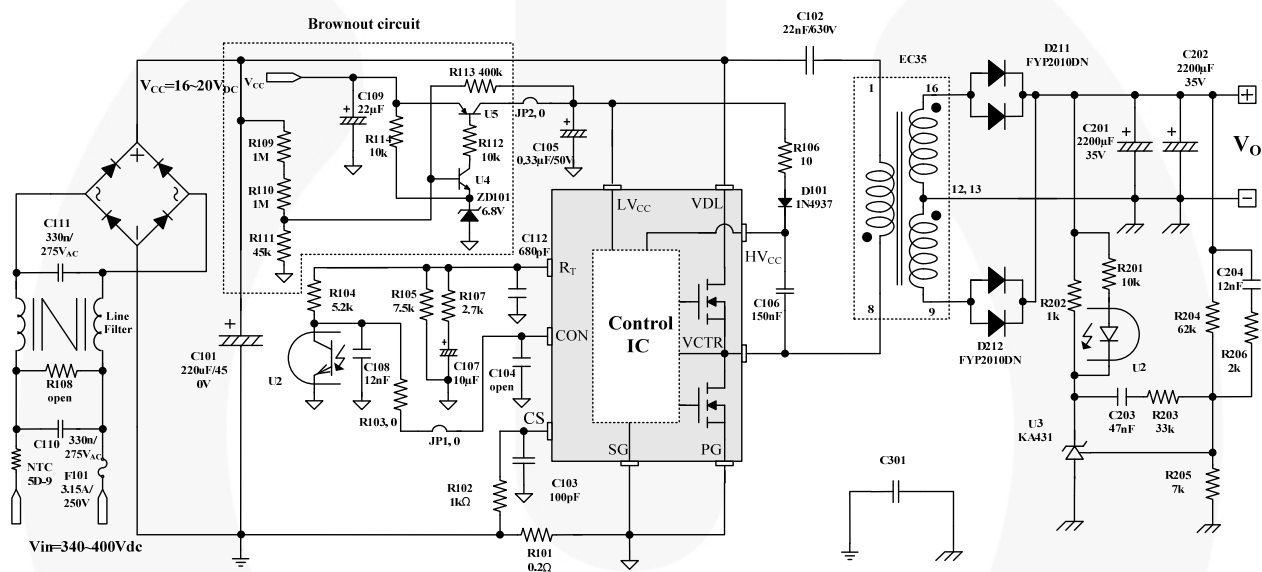 Brownout circuit
C102
22nF/630V
D211
FYP2010DN
C202
2200µF
35V
EC35
VCC=16~20VDC
VCC
R113 400k
C109
22µF
U5
JP2, 0
1
16
C201
2200µF
35V
VO
R109
1M
R114
10k
R112
10k
C105
0.33µF/50V
R106
10
R110
1M
U4
ZD101
6.8V
D101
1N4937
12, 13
LVCC
VDL
C111
330n/
275VAC
R111
45k
C112
680pF
HVCC
RT
R104
5.2k
R105
7.5k
R107
2.7k
R201
10k
C204
12nF
Line
Filter
C106
150nF
8
9
R202
1k
R204
62k
Control
IC
CON
VCTR
C101
220uF/45
0V
U2
C108
12nF
C107
10µF
C104
open
D212
FYP2010DN
U2
R206
2k
R108
open
R103, 0
JP1, 0
CS
C203
47nF
R203
33k
U3
KA431
C110
330n/
275VAC
SG
PG
NTC
5D-9
F101
3.15A/
250V
R102
1kΩ
C103
100pF
C301
R205
7k
Vin=340~400Vdc
R101
0.2Ω